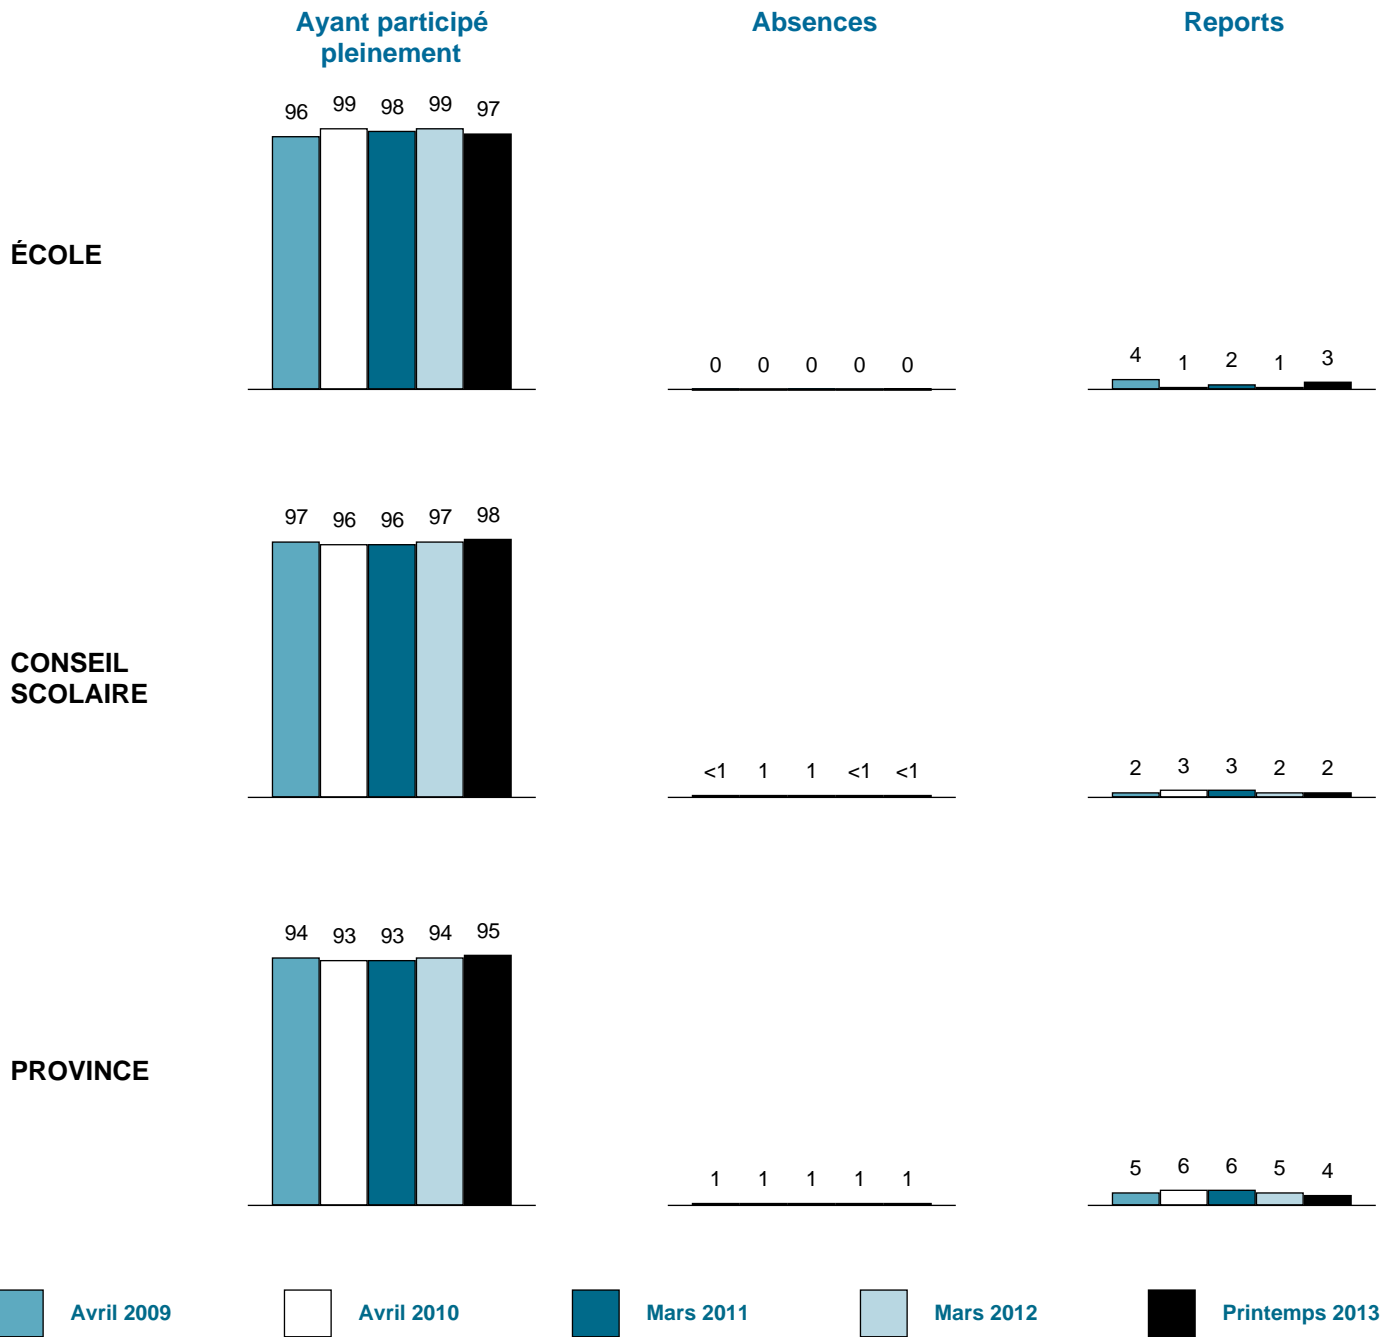 Ayant participé
pleinement
Absences
Reports
ÉCOLE
96 99 98 99 97
0 0 0 0 0
4 1 2 1 3
CONSEIL
SCOLAIRE
97 96 96 97 98
<1 1 1 <1 <1
2 3 3 2 2
PROVINCE
94 93 93 94 95
1 1 1 1 1
5 6 6 5 4
Avril 2009
Avril 2010
Mars 2011
Mars 2012
Printemps 2013